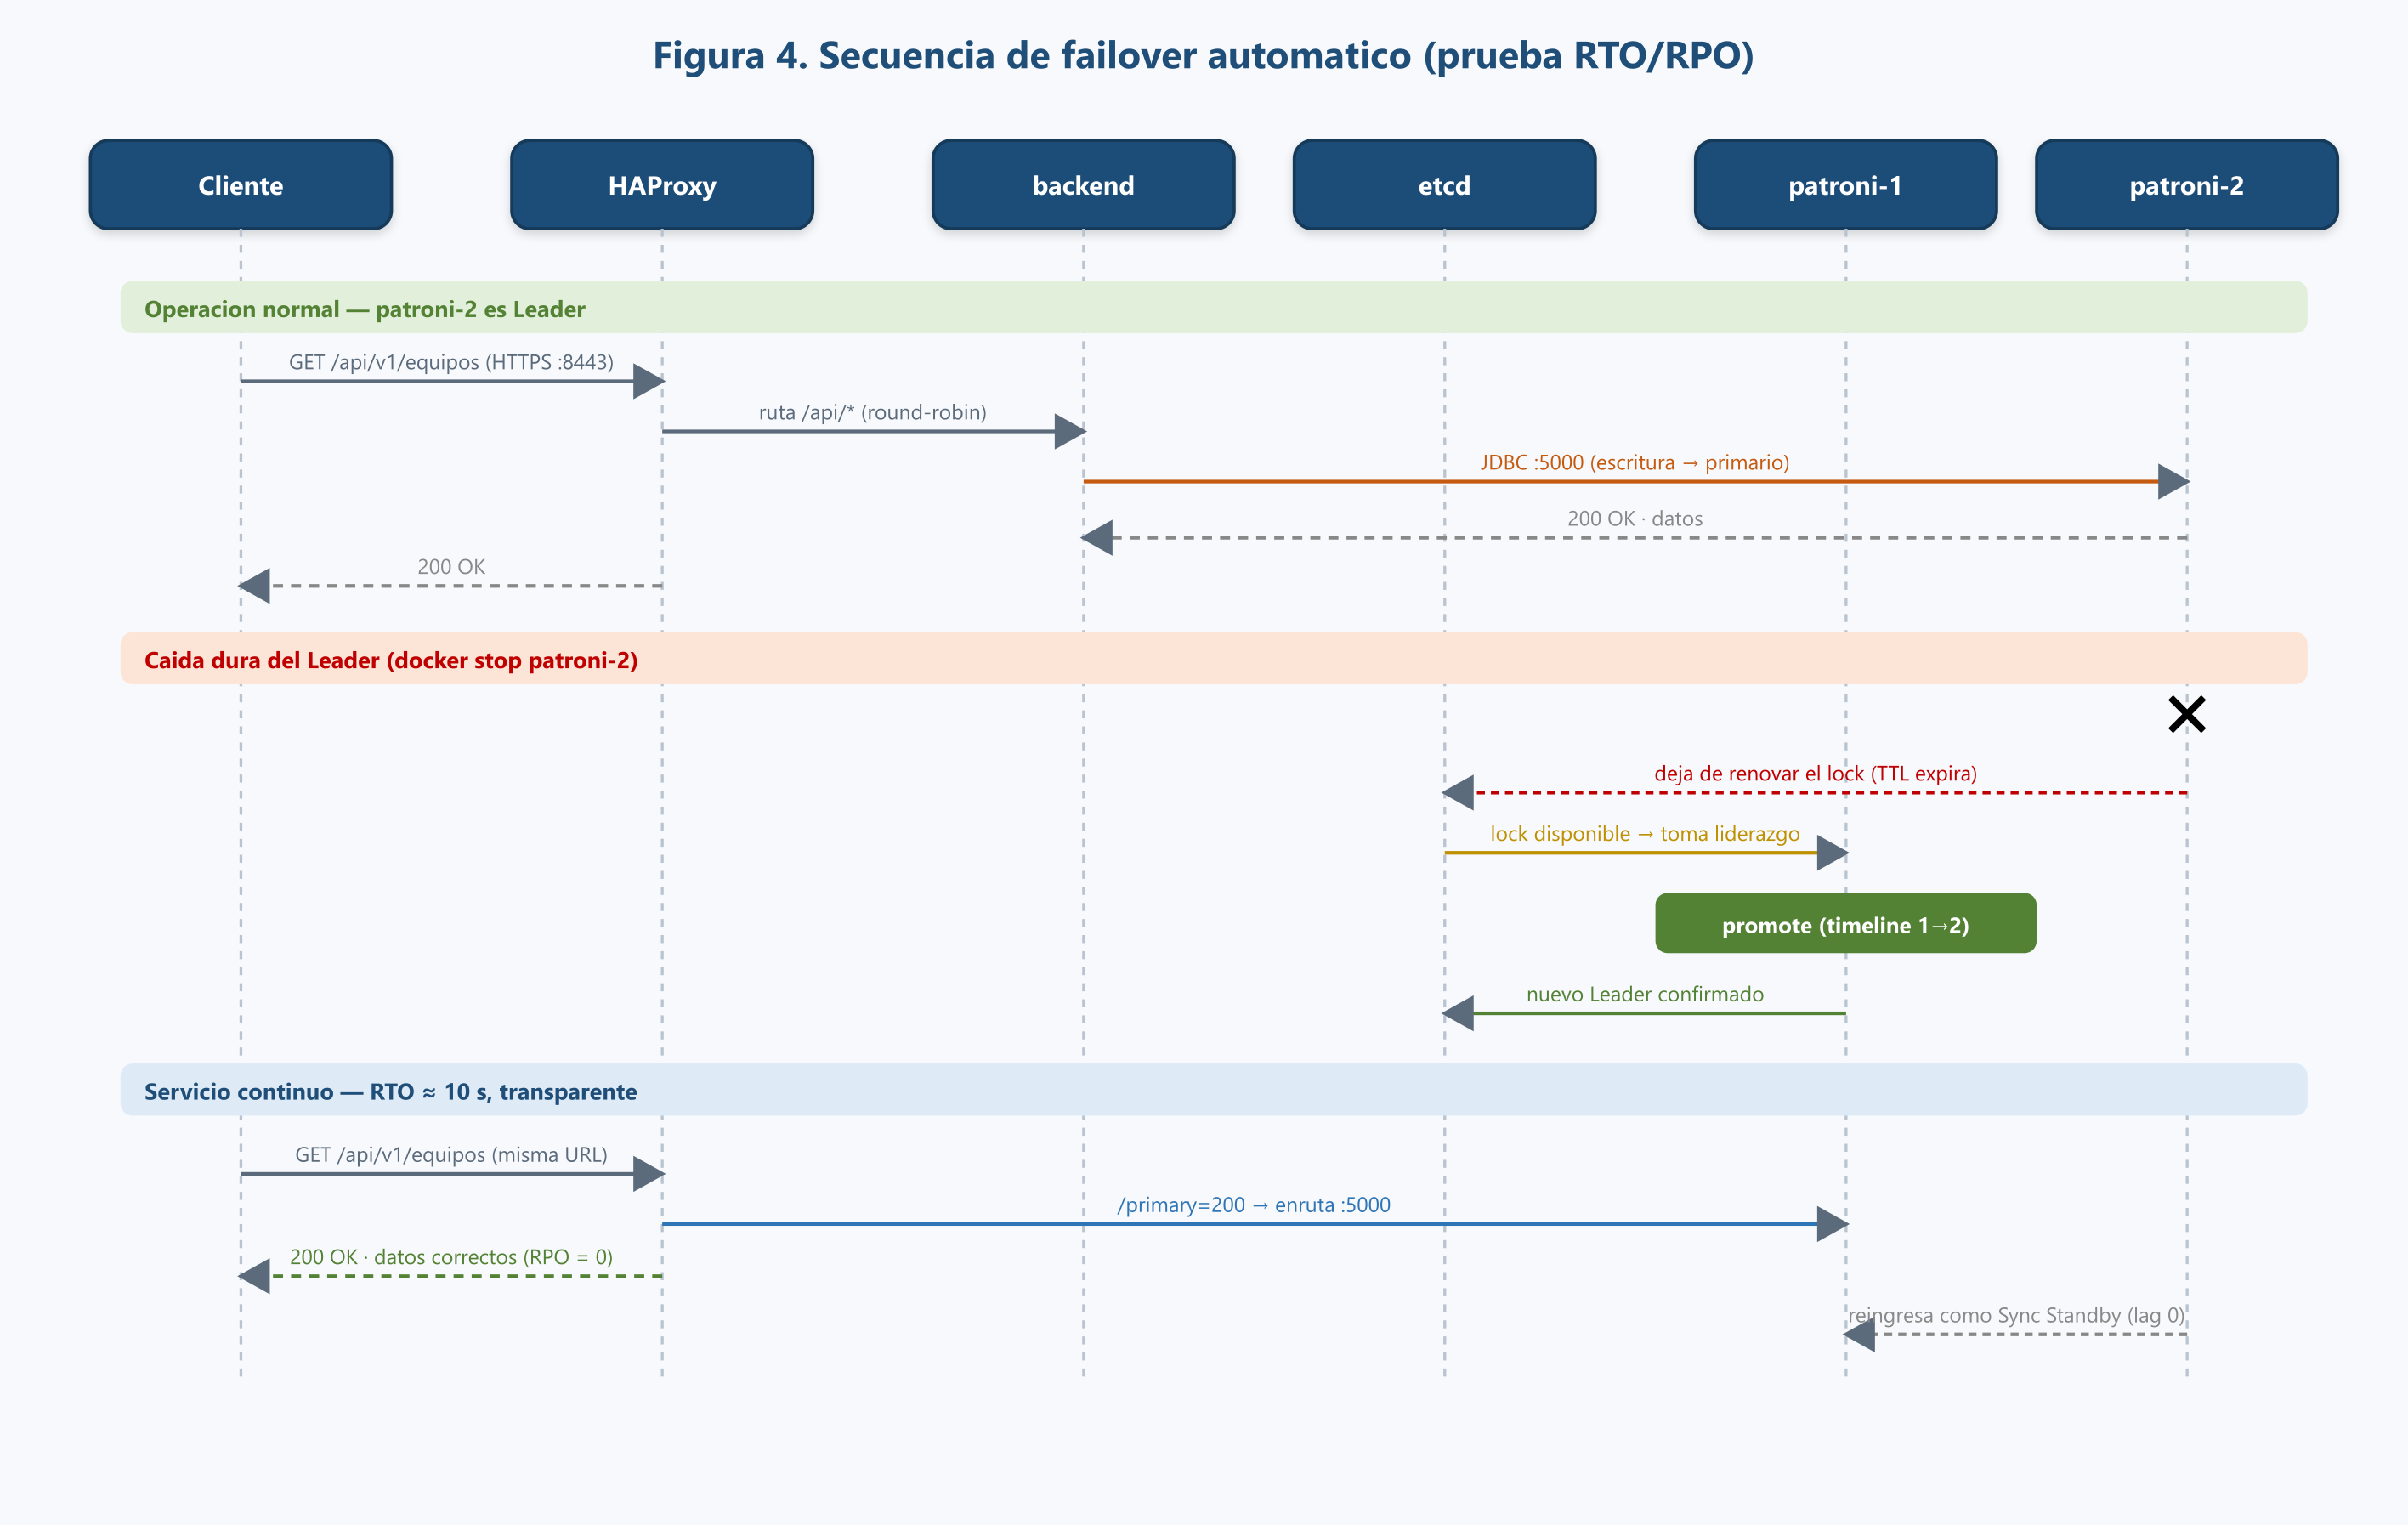 Figura 4. Secuencia de failover automatico (prueba RTO/RPO)
Cliente
HAProxy
backend
etcd
patroni-1
patroni-2
Operacion normal — patroni-2 es Leader
GET /api/v1/equipos (HTTPS :8443)
ruta /api/* (round-robin)
JDBC :5000 (escritura → primario)
200 OK · datos
200 OK
Caida dura del Leader (docker stop patroni-2)
deja de renovar el lock (TTL expira)
lock disponible → toma liderazgo
promote (timeline 1→2)
nuevo Leader confirmado
Servicio continuo — RTO ≈ 10 s, transparente
GET /api/v1/equipos (misma URL)
/primary=200 → enruta :5000
200 OK · datos correctos (RPO = 0)
reingresa como Sync Standby (lag 0)